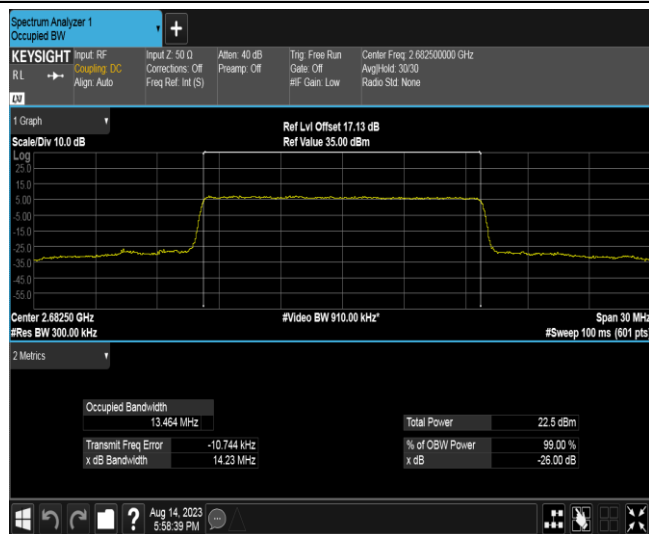 Spectrum Analyzer 1
Occupied BW
+
KEYSIGHT
RL
LXI
Input: RF
Coupling: DC
Align: Auto
Input Z: 50 Ω
Corrections: Off
Freq Ref: Int (S)
Atten: 40 dB
Preamp: Off
Trig: Free Run
Gate: Off
#IF Gain: Low
Center Freq: 2.682500000 GHz
Avg|Hold: 30/30
Radio Std: None
1 Graph
Scale/Div 10.0 dB
Ref Lvl Offset 17.13 dB
Ref Value 35.00 dBm
Log
25.0
15.0
5.00
-5.00
-15.0
-25.0
-35.0
-45.0
-55.0
Center 2.68250 GHz
#Res BW 300.00 kHz
#Video BW 910.00 kHz*
Span 30 MHz
#Sweep 100 ms (601 pts)
2 Metrics
Occupied Bandwidth
13.464 MHz
Transmit Freq Error -10.744 kHz
x dB Bandwidth 14.23 MHz
Total Power 22.5 dBm
% of OBW Power 99.00 %
x dB -26.00 dB
?
Aug 14, 2023
5:58:39 PM